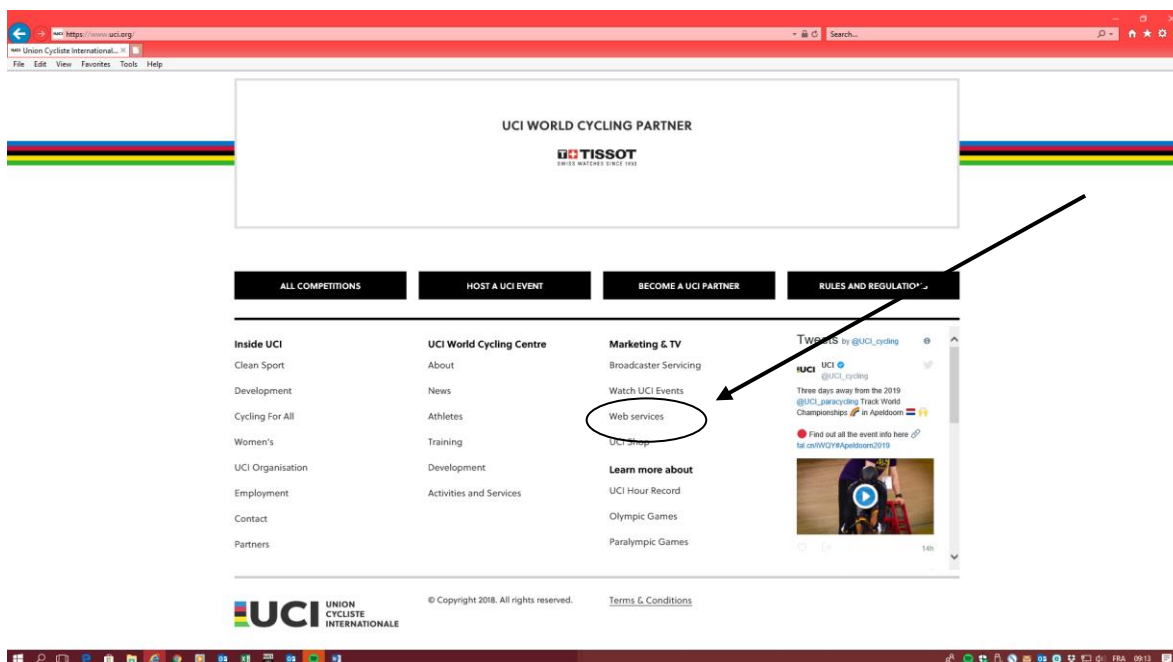 https://www.uci.org/
Search...
Union Cycliste International...
File Edit View Favorites Tools Help
UCI WORLD CYCLING PARTNER
TISSOT
SWISS WATCHES SINCE 1853
ALL COMPETITIONS
HOST A UCI EVENT
BECOME A UCI PARTNER
RULES AND REGULATIONS
Inside UCI
Clean Sport
Development
Cycling For All
Women's
UCI Organisation
Employment
Contact
Partners
UCI World Cycling Centre
About
News
Athletes
Training
Development
Activities and Services
Marketing & TV
Broadcaster Servicing
Watch UCI Events
Web services
UCI Shop
Learn more about
UCI Hour Record
Olympic Games
Paralympic Games
Tweets by @UCI_cycling
UCI
UCI
@UCI_cycling
Three days away from the 2019
@UCI_paracycling Track World
Championships in Apeldoorn
Find out all the event info here
fal.cn/iWQY#Apeldoorn2019
14h
UCI UNION
CYCLISTE
INTERNATIONALE
© Copyright 2018. All rights reserved.
Terms & Conditions
FRA 09:13